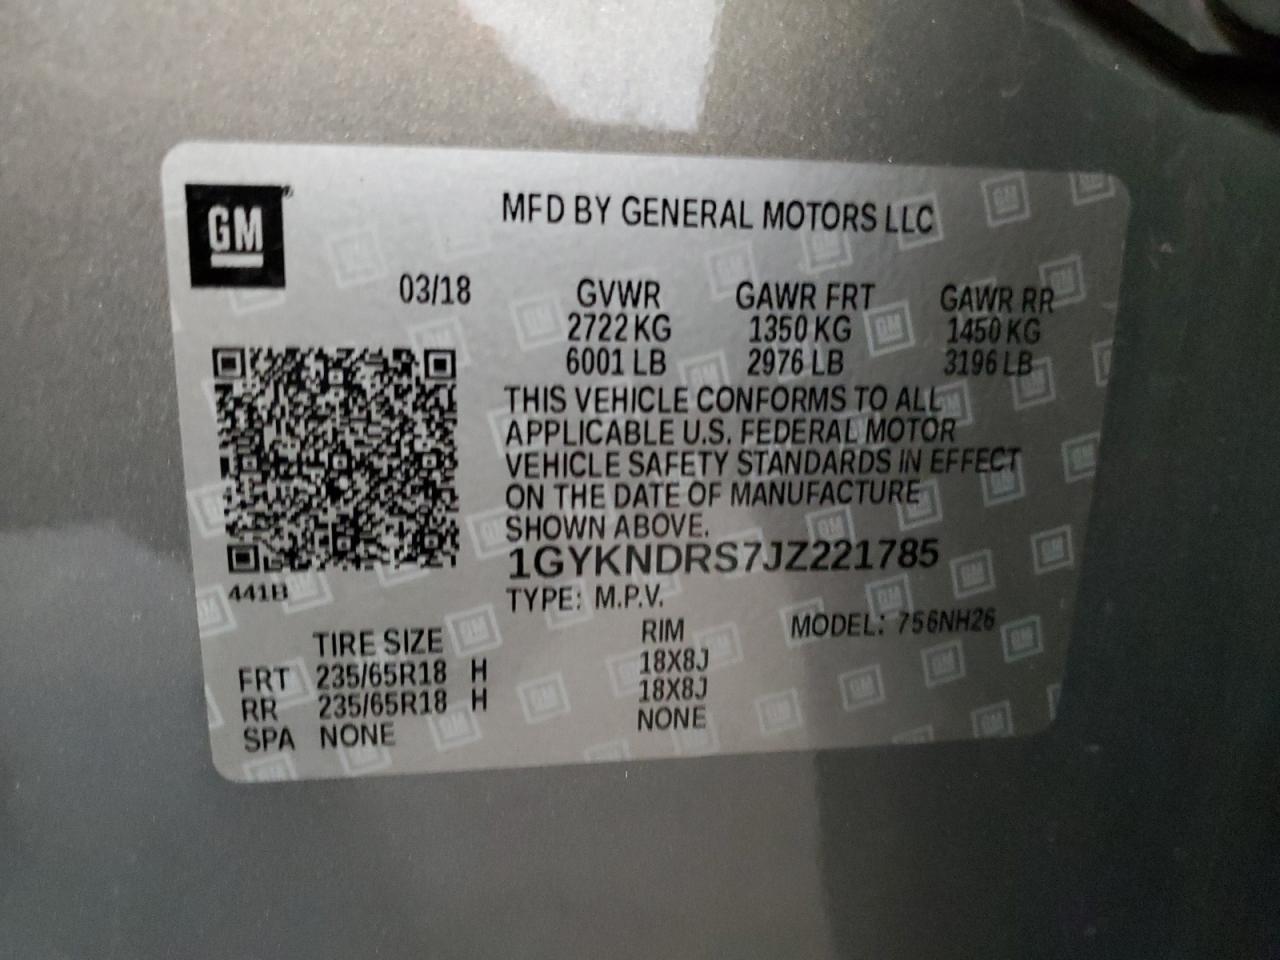 GM
MFD BY GENERAL MOTORS LLC
03/18 GVWR GAWR FRT GAWR RR
2722 KG 1350 KG 1450 KG
6001 LB 2976 LB 3196 LB
THIS VEHICLE CONFORMS TO ALL
APPLICABLE U.S. FEDERAL MOTOR
VEHICLE SAFETY STANDARDS IN EFFECT
ON THE DATE OF MANUFACTURE
SHOWN ABOVE.
1GYKNDRS7JZ221785
441B
TYPE: M.P.V.
MODEL: 756NH26
TIRE SIZE RIM
FRT 235/65R18 H 18X8J
RR 235/65R18 H 18X8J
SPA NONE NONE